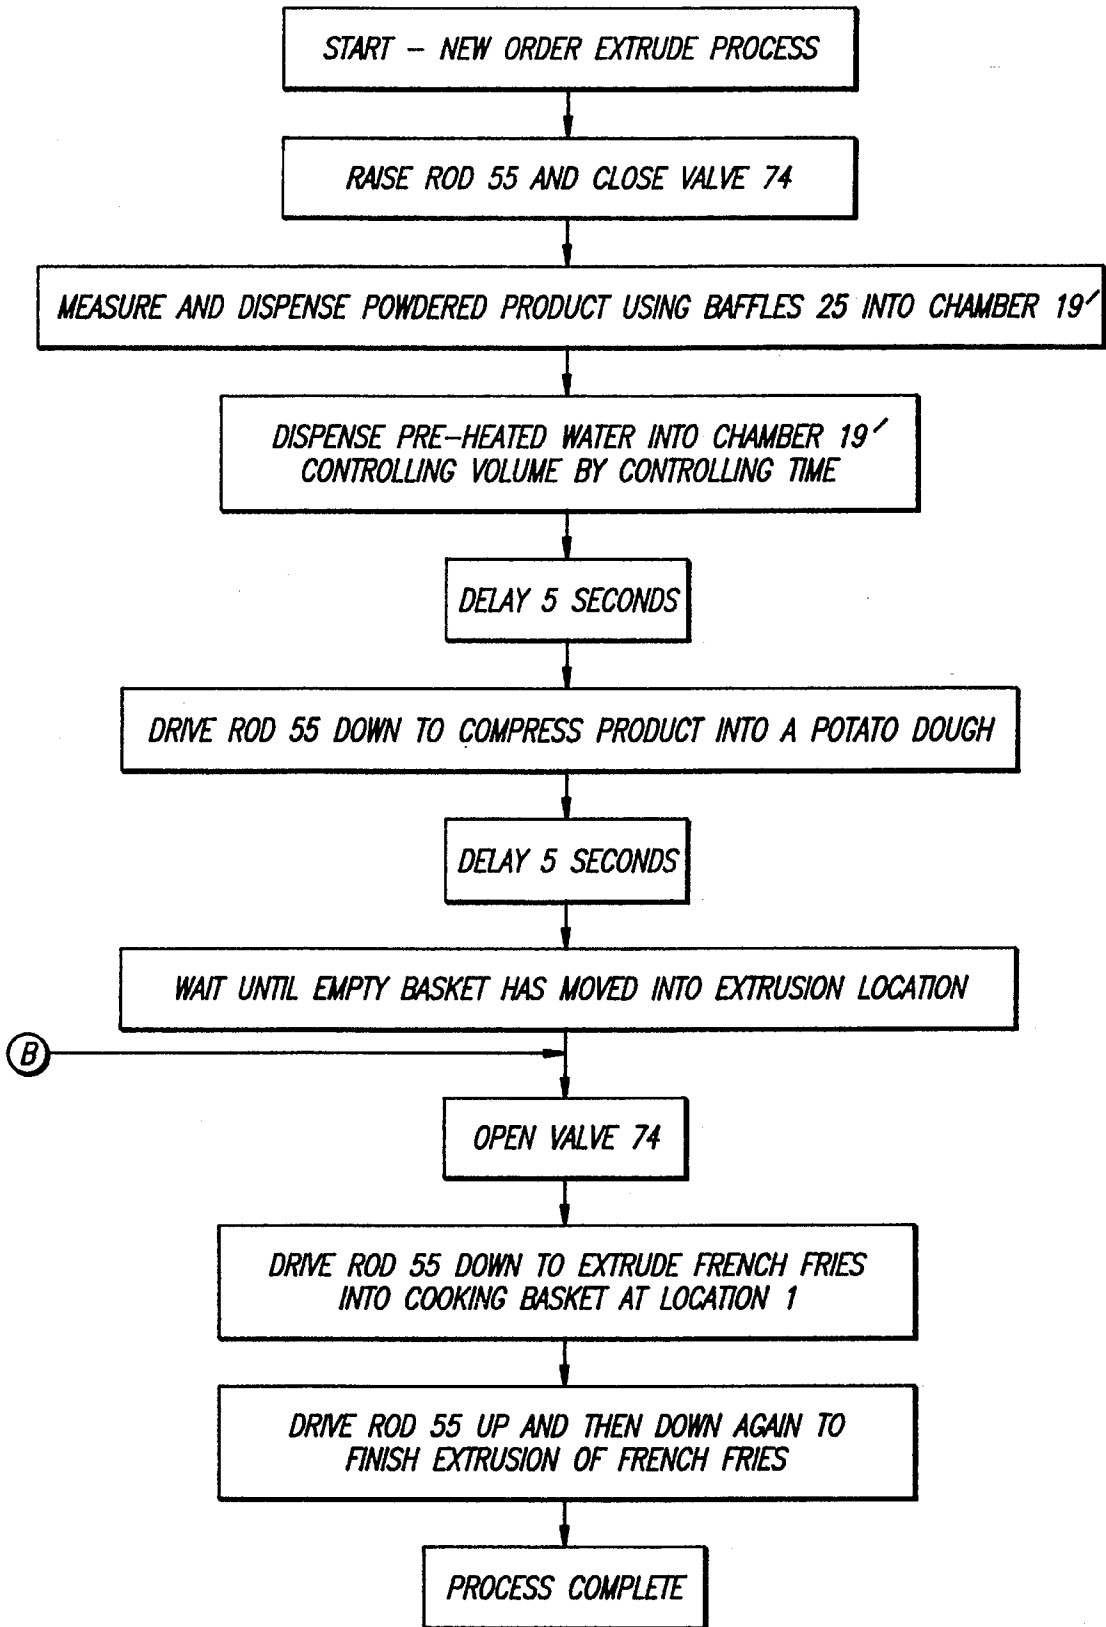 START – NEW ORDER EXTRUDE PROCESS
RAISE ROD 55 AND CLOSE VALVE 74
MEASURE AND DISPENSE POWDERED PRODUCT USING BAFFLES 25 INTO CHAMBER 19′
DISPENSE PRE–HEATED WATER INTO CHAMBER 19′
CONTROLLING VOLUME BY CONTROLLING TIME
DELAY 5 SECONDS
DRIVE ROD 55 DOWN TO COMPRESS PRODUCT INTO A POTATO DOUGH
DELAY 5 SECONDS
WAIT UNTIL EMPTY BASKET HAS MOVED INTO EXTRUSION LOCATION
B
OPEN VALVE 74
DRIVE ROD 55 DOWN TO EXTRUDE FRENCH FRIES
INTO COOKING BASKET AT LOCATION 1
DRIVE ROD 55 UP AND THEN DOWN AGAIN TO
FINISH EXTRUSION OF FRENCH FRIES
PROCESS COMPLETE